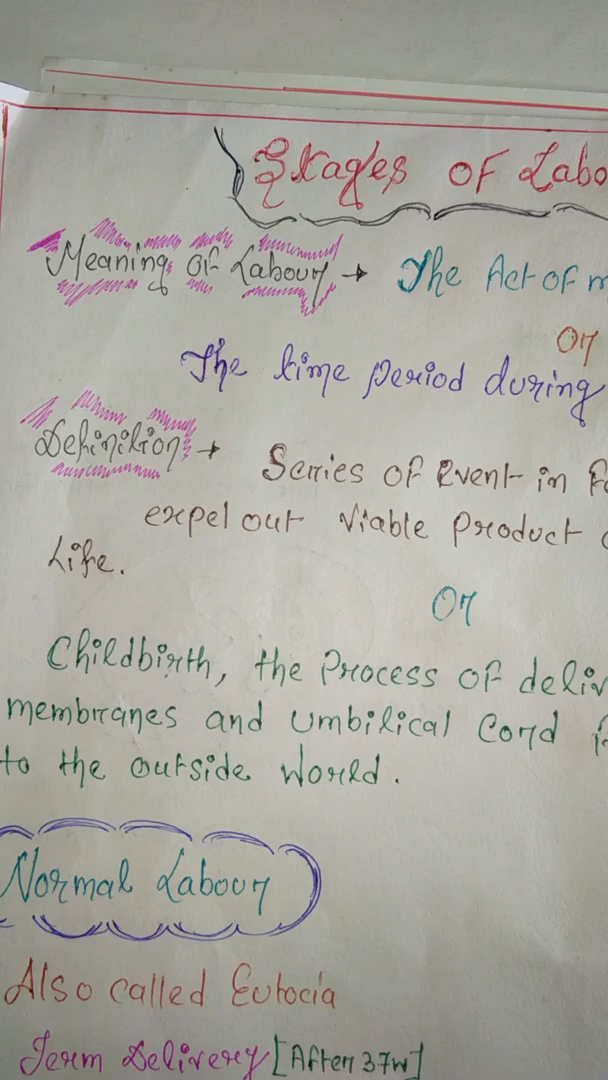 Stages of Labo
Meaning of Labour → The Act of m
Or
The time period during
Definition → Series of Event in F
expel out viable product
Life.
Or
Childbirth, the process of deliv
membranes and umbilical Cord
to the outside world.
Normal Labour
Also called Eutocia
Term Delivery [After 37w]